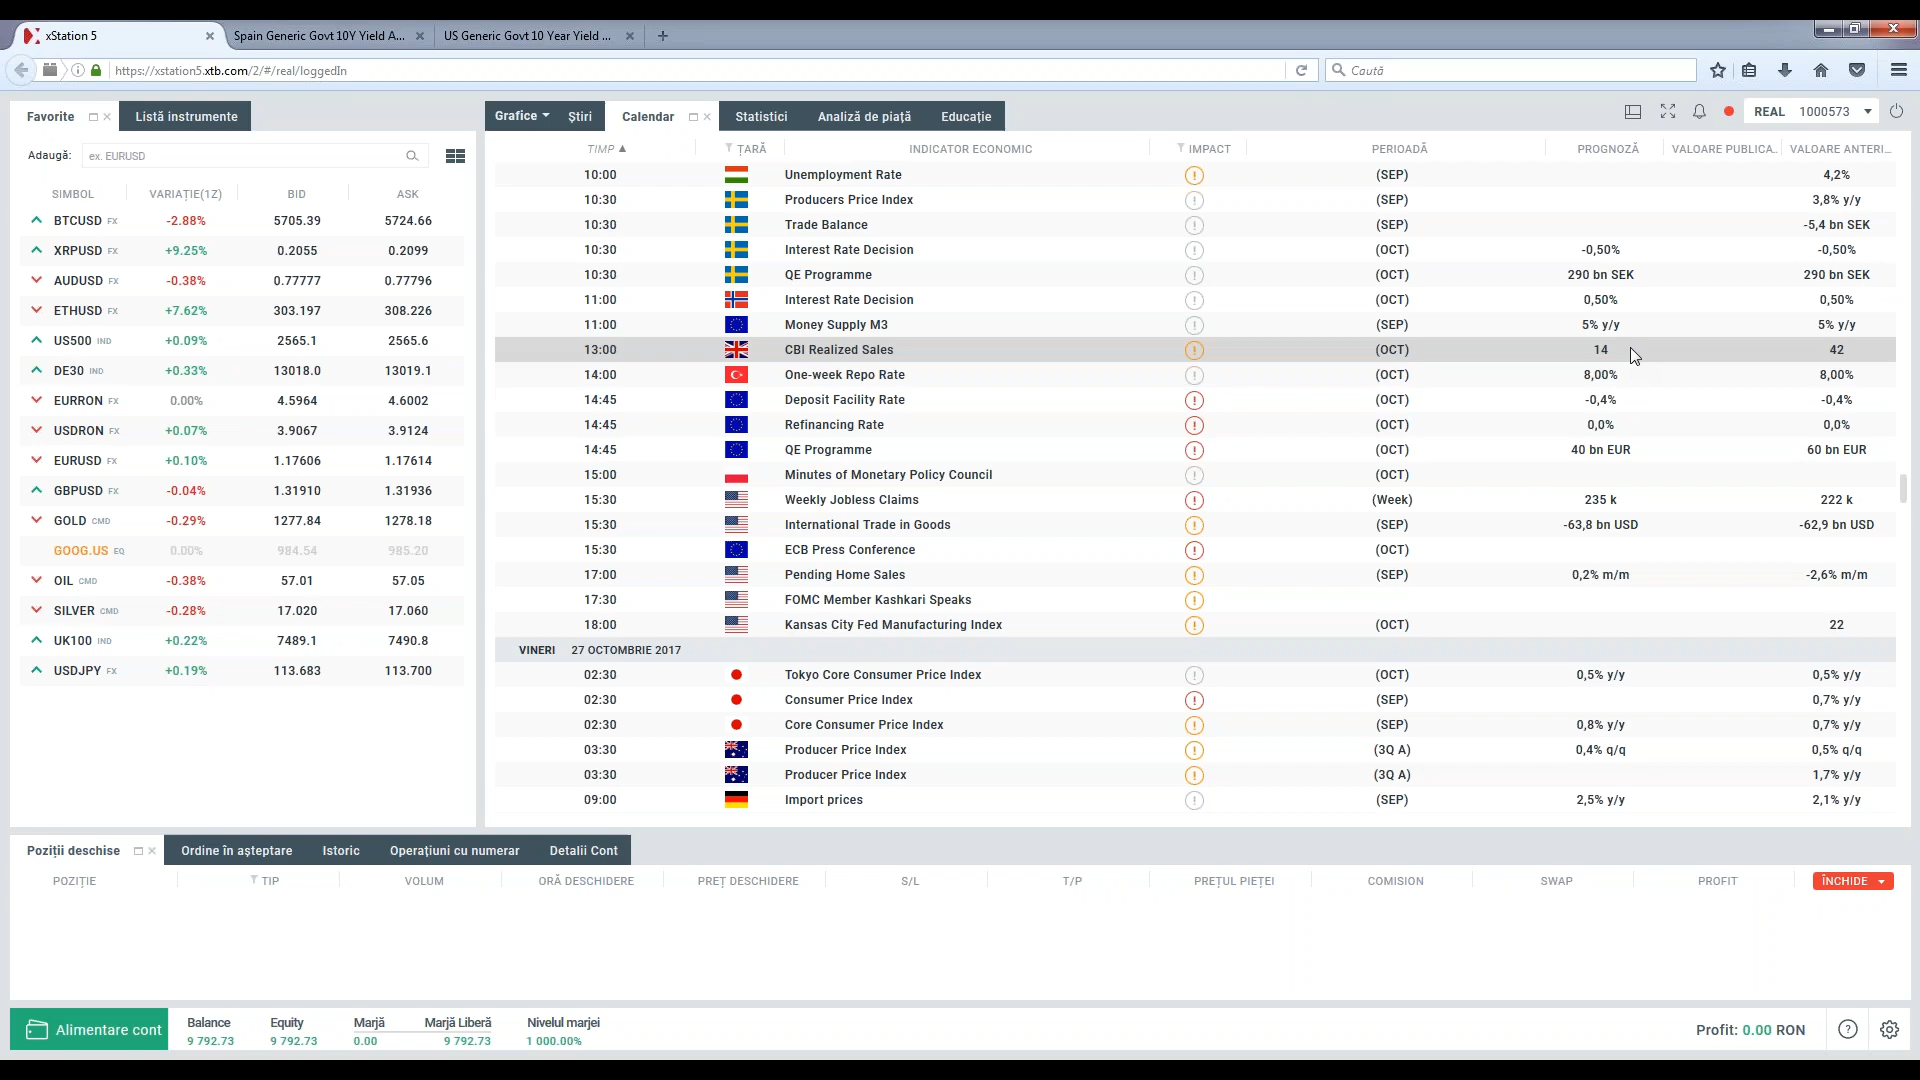 xStation 5
Spain Generic Govt 10Y Yield A...
US Generic Govt 10 Year Yield ...
https://xstation5.xtb.com/2/#/real/loggedIn
Caută
Favorite
Listă instrumente
Adaugă: ex. EURUSD
SIMBOL VARIAȚIE(1Z) BID ASK
BTCUSD FX -2.88% 5705.39 5724.66
XRPUSD FX +9.25% 0.2055 0.2099
AUDUSD FX -0.38% 0.77777 0.77796
ETHUSD FX +7.62% 303.197 308.226
US500 IND +0.09% 2565.1 2565.6
DE30 IND +0.33% 13018.0 13019.1
EURRON FX 0.00% 4.5964 4.6002
USDRON FX +0.07% 3.9067 3.9124
EURUSD FX +0.10% 1.17606 1.17614
GBPUSD FX -0.04% 1.31910 1.31936
GOLD CMD -0.29% 1277.84 1278.18
GOOG.US EQ 0.00% 984.54 985.20
OIL CMD -0.38% 57.01 57.05
SILVER CMD -0.28% 17.020 17.060
UK100 IND +0.22% 7489.1 7490.8
USDJPY FX +0.19% 113.683 113.700
Grafice Știri Calendar Statistici Analiză de piață Educație
REAL 1000573
TIMP ȚARĂ INDICATOR ECONOMIC IMPACT PERIOADĂ PROGNOZĂ VALOARE PUBLICA.. VALOARE ANTERI...
10:00 Unemployment Rate (SEP) 4,2%
10:30 Producers Price Index (SEP) 3,8% y/y
10:30 Trade Balance (SEP) -5,4 bn SEK
10:30 Interest Rate Decision (OCT) -0,50% -0,50%
10:30 QE Programme (OCT) 290 bn SEK 290 bn SEK
11:00 Interest Rate Decision (OCT) 0,50% 0,50%
11:00 Money Supply M3 (SEP) 5% y/y 5% y/y
13:00 CBI Realized Sales (OCT) 14 42
14:00 One-week Repo Rate (OCT) 8,00% 8,00%
14:45 Deposit Facility Rate (OCT) -0,4% -0,4%
14:45 Refinancing Rate (OCT) 0,0% 0,0%
14:45 QE Programme (OCT) 40 bn EUR 60 bn EUR
15:00 Minutes of Monetary Policy Council (OCT)
15:30 Weekly Jobless Claims (Week) 235 k 222 k
15:30 International Trade in Goods (SEP) -63,8 bn USD -62,9 bn USD
15:30 ECB Press Conference (OCT)
17:00 Pending Home Sales (SEP) 0,2% m/m -2,6% m/m
17:30 FOMC Member Kashkari Speaks
18:00 Kansas City Fed Manufacturing Index (OCT) 22
VINERI 27 OCTOMBRIE 2017
02:30 Tokyo Core Consumer Price Index (OCT) 0,5% y/y 0,5% y/y
02:30 Consumer Price Index (SEP) 0,7% y/y
02:30 Core Consumer Price Index (SEP) 0,8% y/y 0,7% y/y
03:30 Producer Price Index (3Q A) 0,4% q/q 0,5% q/q
03:30 Producer Price Index (3Q A) 1,7% y/y
09:00 Import prices (SEP) 2,5% y/y 2,1% y/y
Poziții deschise Ordine în așteptare Istoric Operațiuni cu numerar Detalii Cont
POZIȚIE TIP VOLUM ORĂ DESCHIDERE PREȚ DESCHIDERE S/L T/P PREȚUL PIEȚEI COMISION SWAP PROFIT ÎNCHIDE
Alimentare cont
Balance Equity Marjă Marjă Liberă Nivelul marjei
9 792.73 9 792.73 0.00 9 792.73 1 000.00%
Profit: 0.00 RON